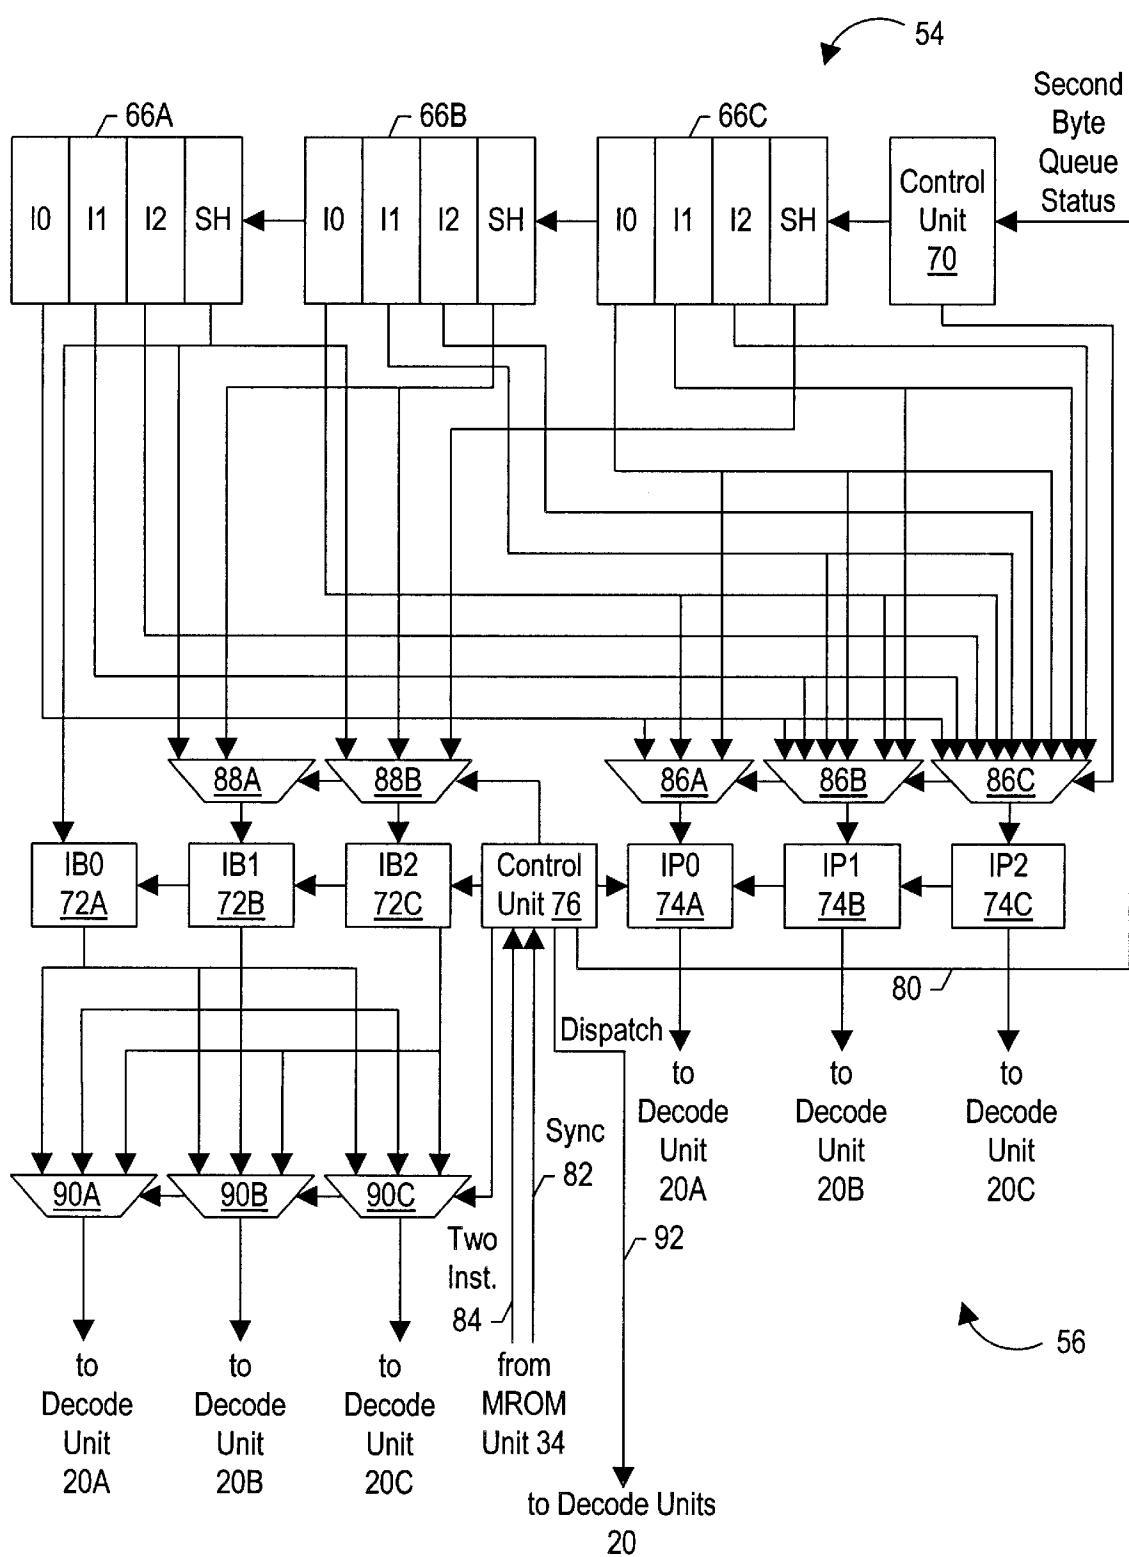 54
Second
Byte
Queue
Status
66A
66B
66C
I0 I1 I2 SH
I0 I1 I2 SH
I0 I1 I2 SH
Control
Unit
70
88A
88B
86A
86B
86C
IB0
72A
IB1
72B
IB2
72C
Control
Unit 76
IP0
74A
IP1
74B
IP2
74C
80
Dispatch
to
Decode
Unit
20A
to
Decode
Unit
20B
to
Decode
Unit
20C
Sync
82
90A
90B
90C
Two
Inst.
84
92
56
to
Decode
Unit
20A
to
Decode
Unit
20B
to
Decode
Unit
20C
from
MROM
Unit 34
to Decode Units
20